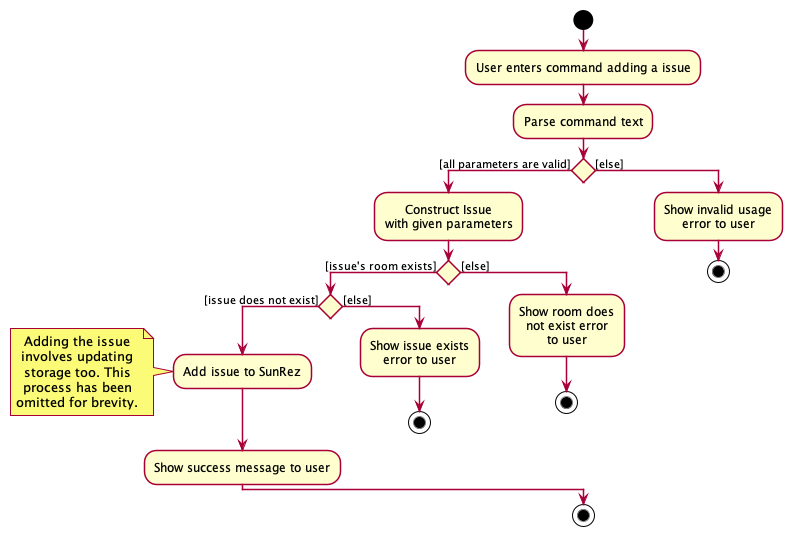 User enters command adding a issue
Parse command text
[all parameters are valid]
[else]
Construct Issue
with given parameters
Show invalid usage
error to user
[issue's room exists]
[else]
[issue does not exist]
[else]
Show room does
not exist error
to user
Show issue exists
error to user
Adding the issue
involves updating
storage too. This
process has been
omitted for brevity.
Add issue to SunRez
Show success message to user